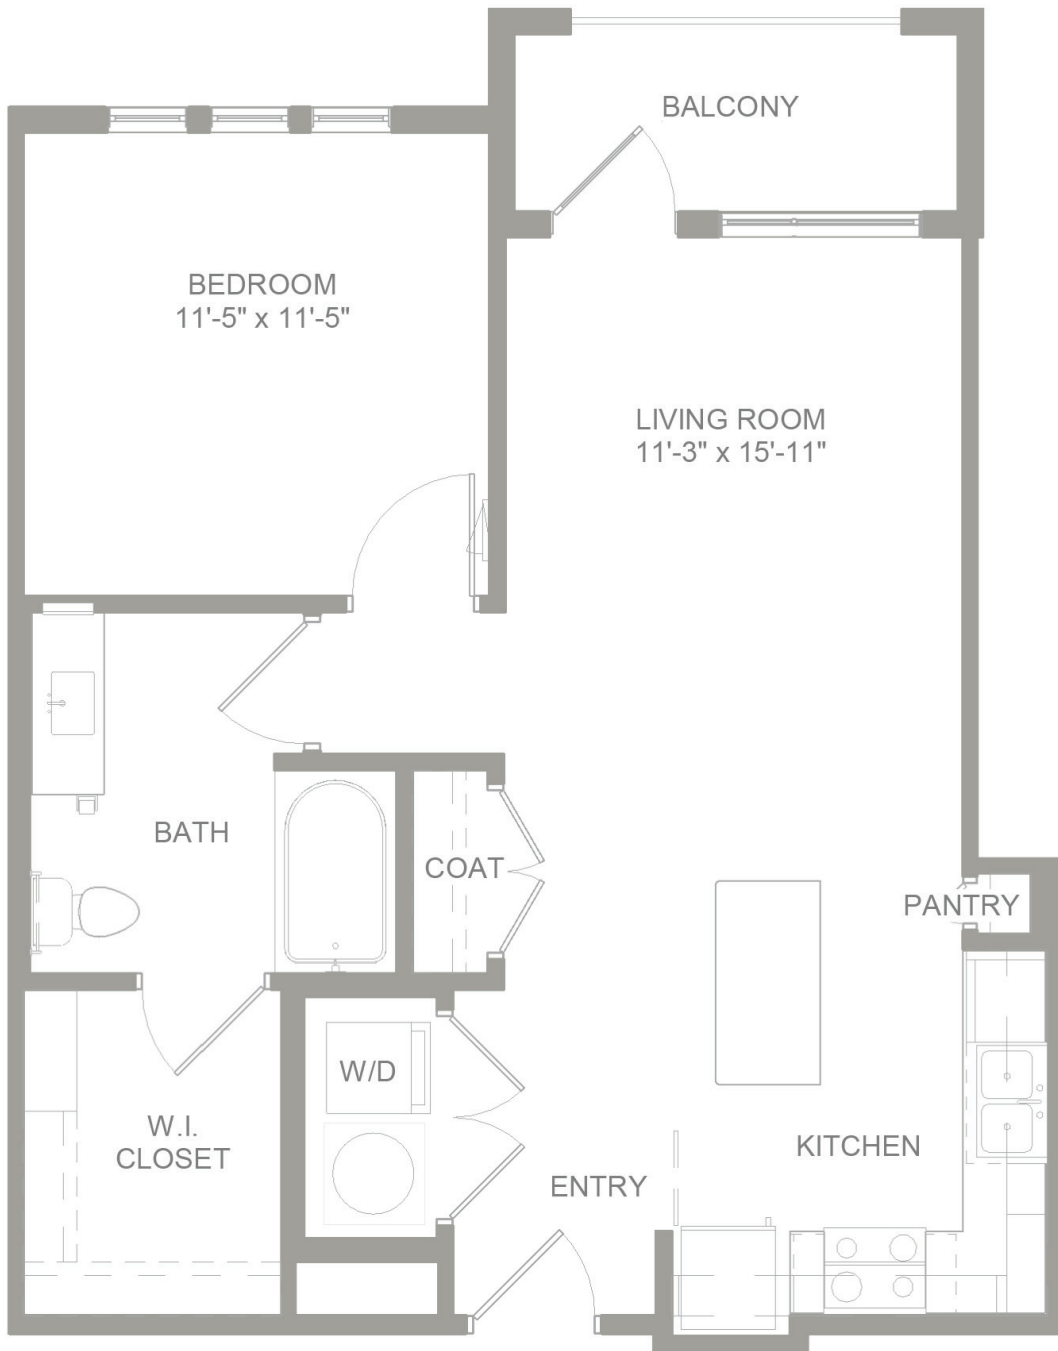 BALCONY
BEDROOM
11'-5" x 11'-5"
LIVING ROOM
11'-3" x 15'-11"
BATH
COAT
PANTRY
W/D
W.I.
CLOSET
KITCHEN
ENTRY